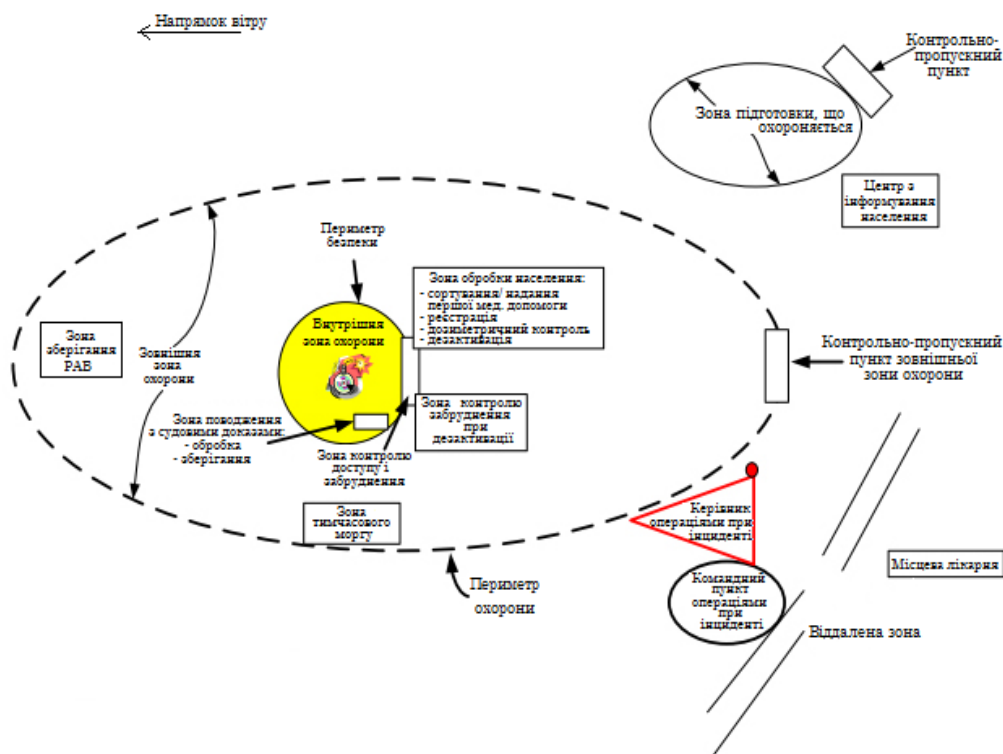 Напрямок вітру
Контрольно-
пропускний
пункт
Зона підготовки, що
охороняється
Центр з
інформування
населення
Периметр
безпеки
Зона обробки населення:
- сортування/ надання
першої мед. допомоги
- реєстрація
- дозиметричний контроль
- дезактивація
Внутрішня
зона охорони
Зона
зберігання
РАВ
Зовнішня
зона
охорони
Контрольно-пропускний
пункт зовнішньої
зони охорони
Зона контролю
забруднення
при
дезактивації
Зона поводження
з судовими доказами:
- обробка
- зберігання
Зона контролю
доступу і
забруднення
Зона
тимчасового
моргу
Керівник
операціями при
інциденті
Місцева лікарня
Периметр
охорони
Командний
пункт
операціями
при
інциденті
Віддалена зона